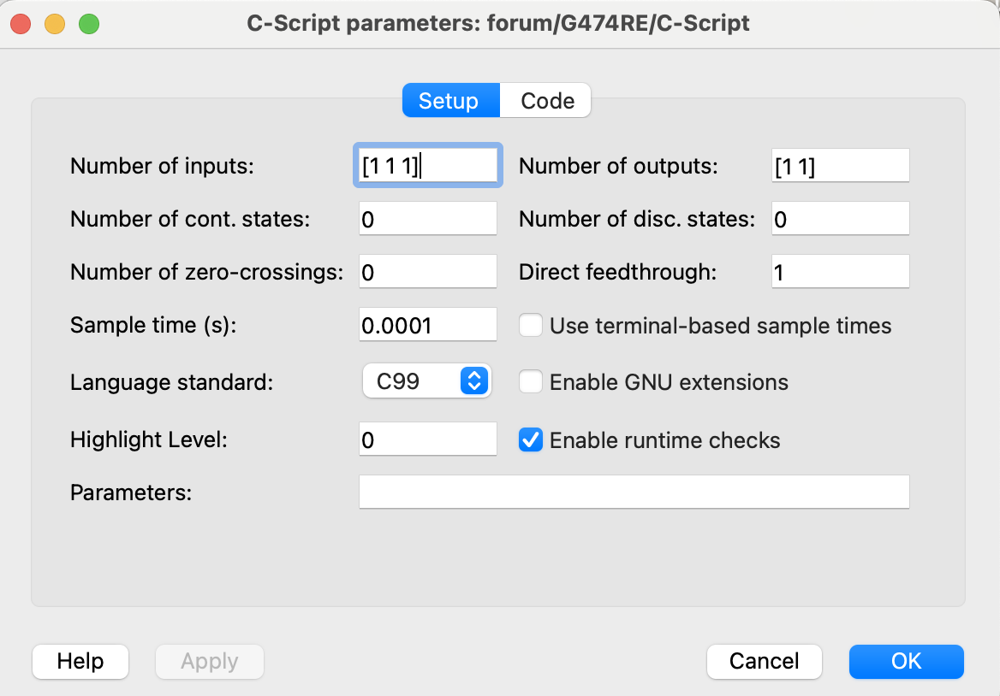 C-Script parameters: forum/G474RE/C-Script
Setup Code
Number of inputs: [1 1 1] Number of outputs: [1 1]
Number of cont. states: 0 Number of disc. states: 0
Number of zero-crossings: 0 Direct feedthrough: 1
Sample time (s): 0.0001 Use terminal-based sample times
Language standard: C99 Enable GNU extensions
Highlight Level: 0 Enable runtime checks
Parameters:
Help Apply Cancel OK